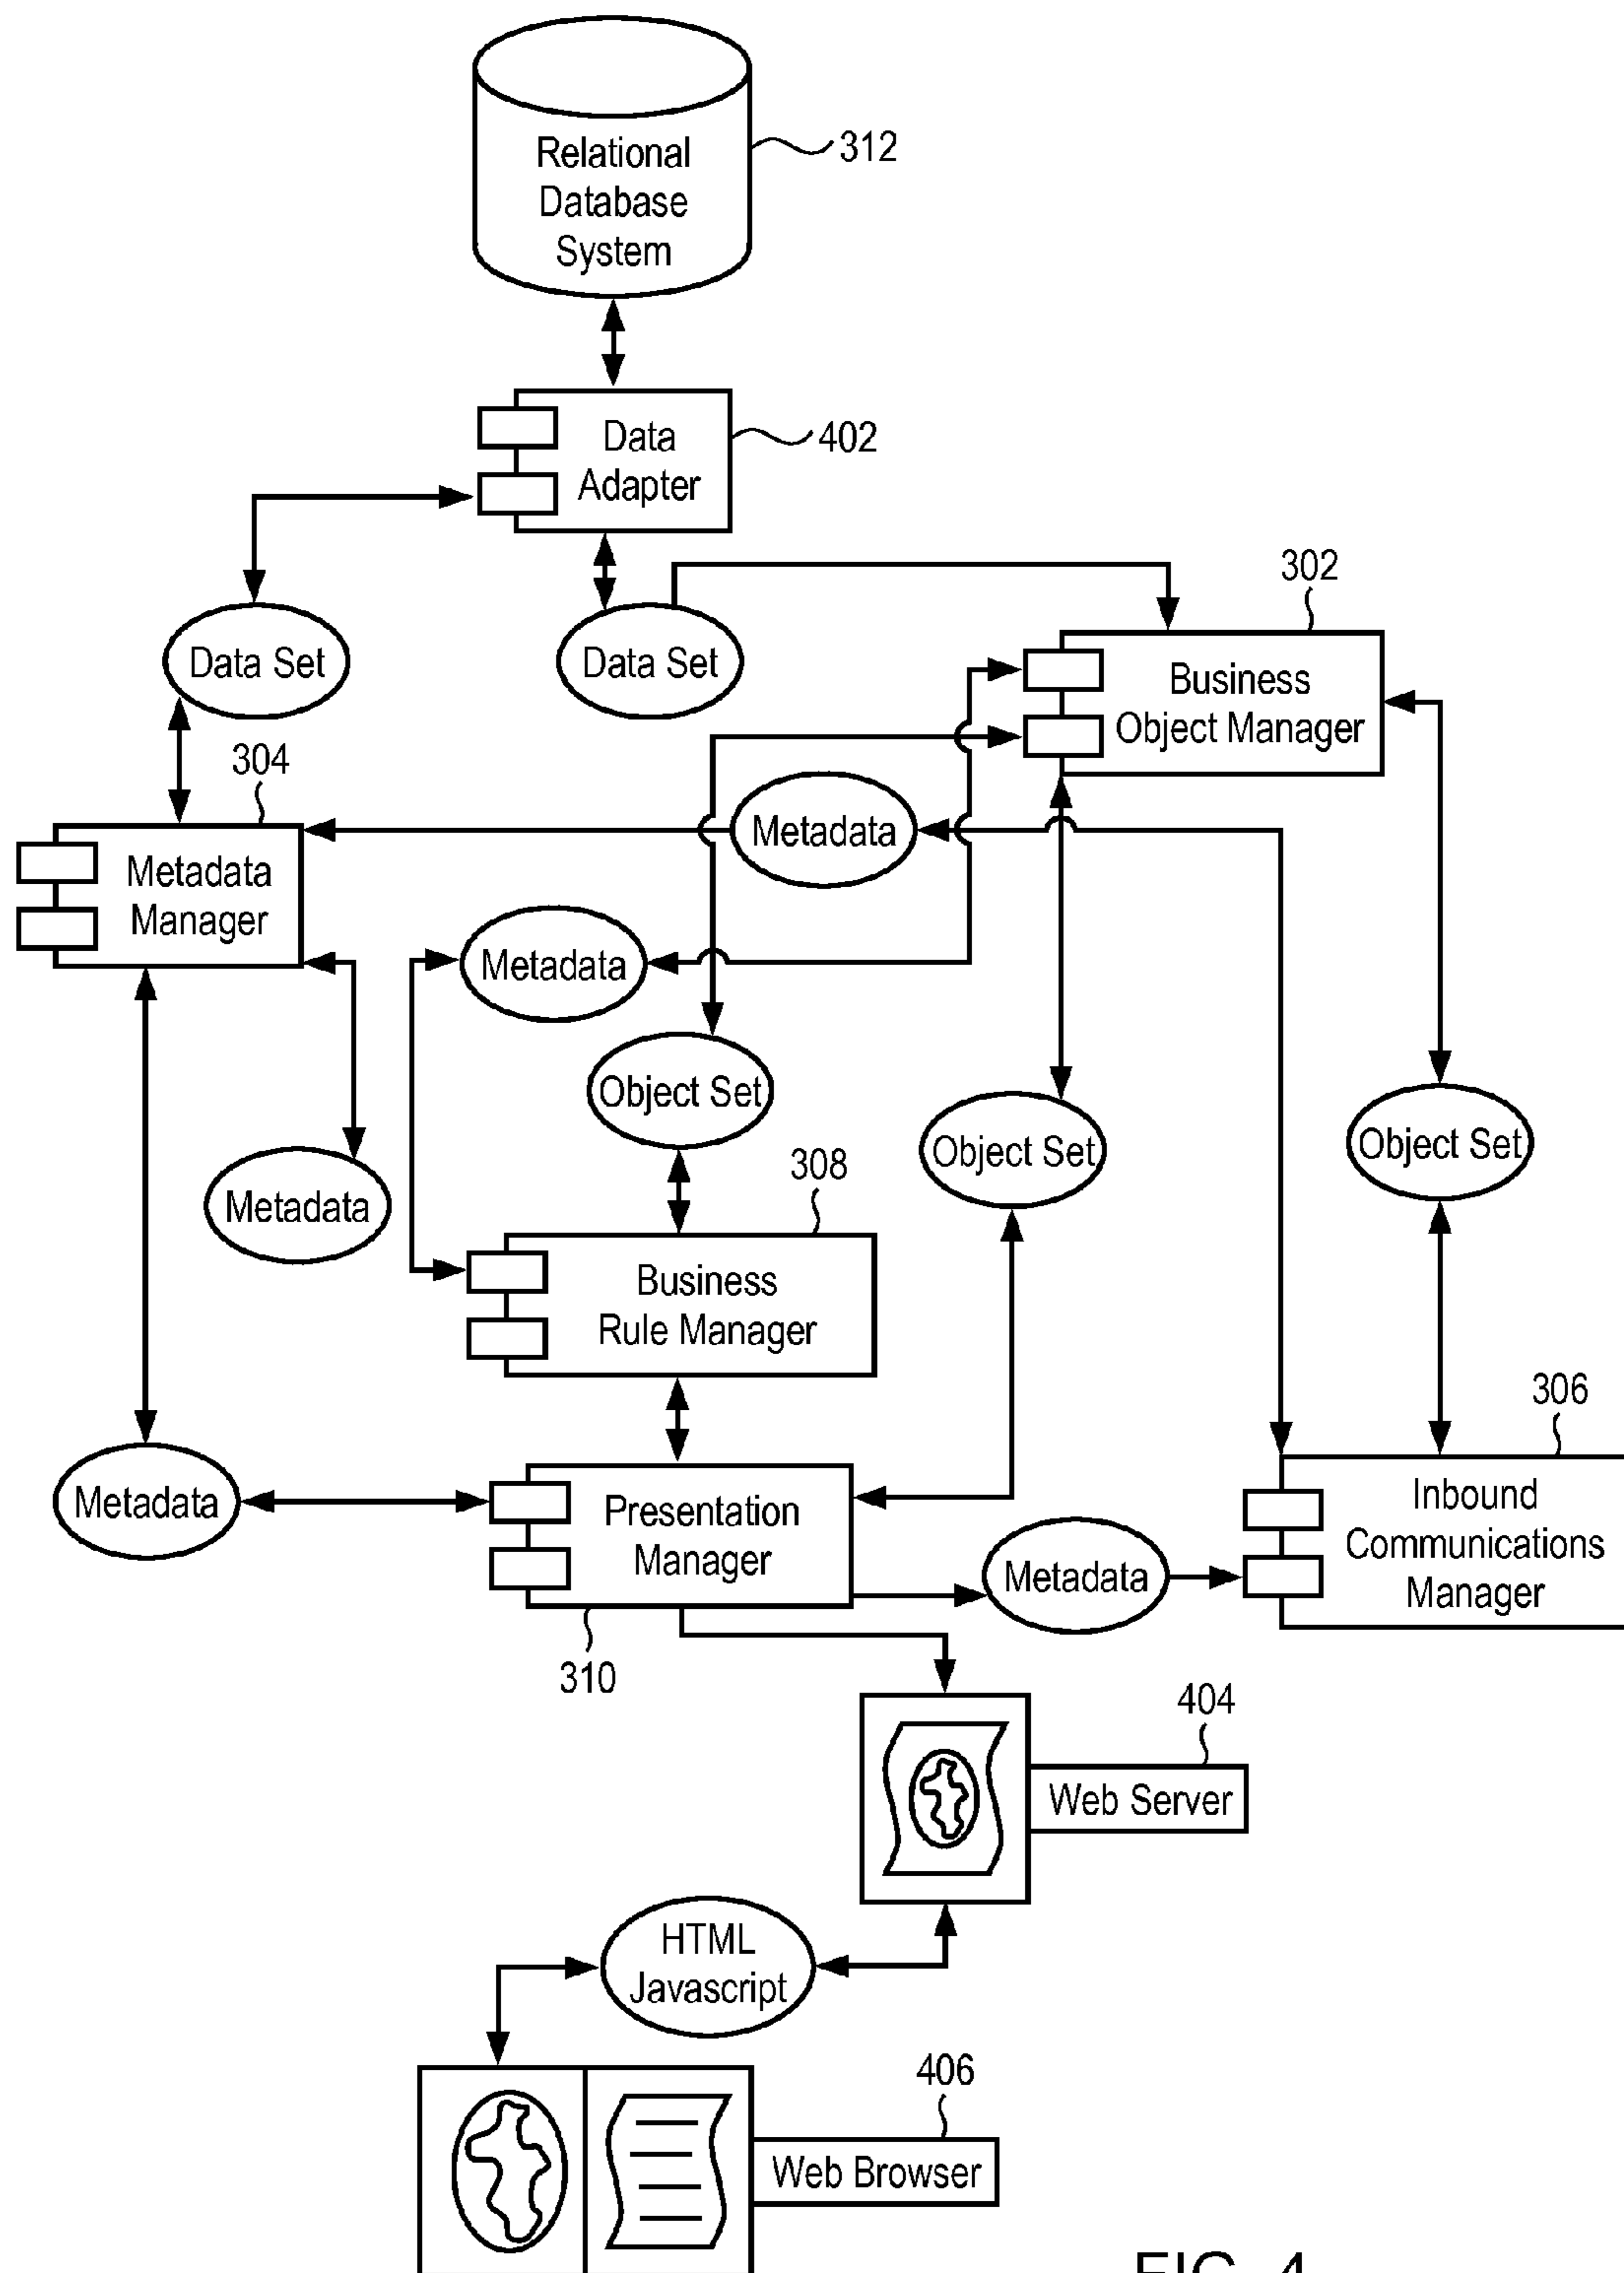 Relational
Database
System
312
Data
Adapter
402
302
Data Set
Data Set
Business
Object Manager
304
Metadata
Metadata
Manager
Metadata
Object Set
Object Set
Object Set
308
Metadata
Business
Rule Manager
306
Metadata
Presentation
Manager
Inbound
Communications
Manager
Metadata
310
404
Web Server
HTML
Javascript
406
Web Browser
FIG. 4